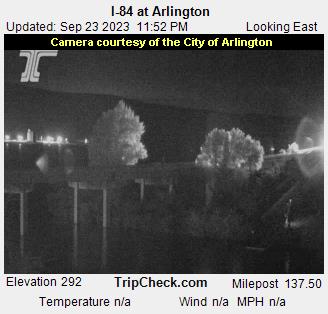 I-84 at Arlington
Updated: Sep 23 2023 11:52 PM Looking East
Camera courtesy of the City of Arlington
Elevation 292 TripCheck.com Milepost 137.50
Temperature n/a Wind n/a MPH n/a